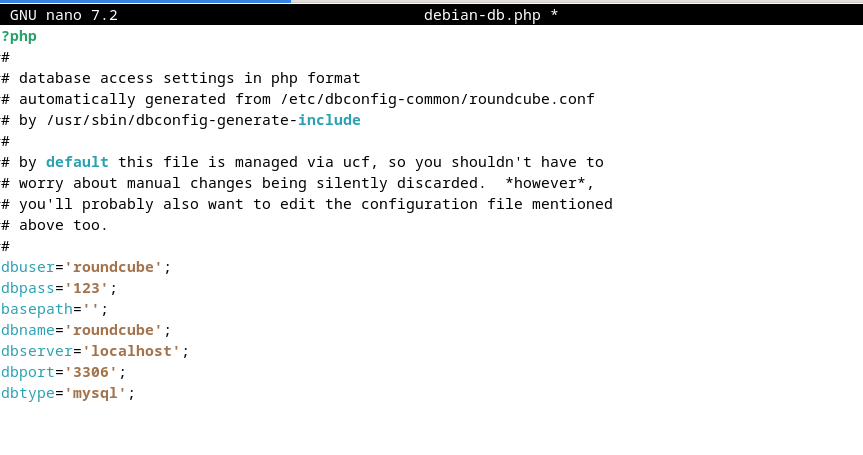 GNU nano 7.2 debian-db.php *
?php
#
# database access settings in php format
# automatically generated from /etc/dbconfig-common/roundcube.conf
# by /usr/sbin/dbconfig-generate-include
#
# by default this file is managed via ucf, so you shouldn't have to
# worry about manual changes being silently discarded.  *however*,
# you'll probably also want to edit the configuration file mentioned
# above too.
#
dbuser='roundcube';
dbpass='123';
basepath='';
dbname='roundcube';
dbserver='localhost';
dbport='3306';
dbtype='mysql';